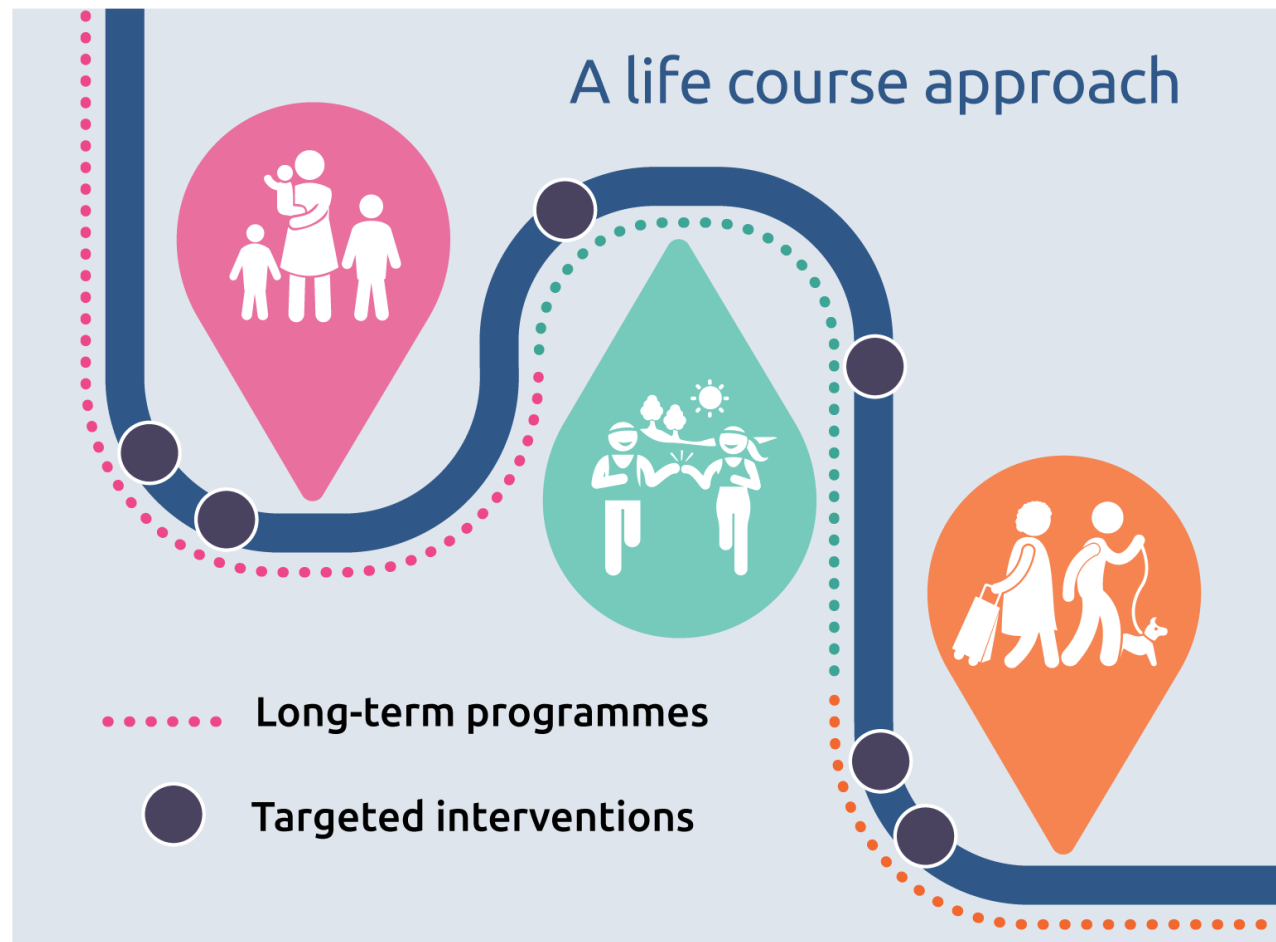 A life course approach
Long-term programmes
Targeted interventions